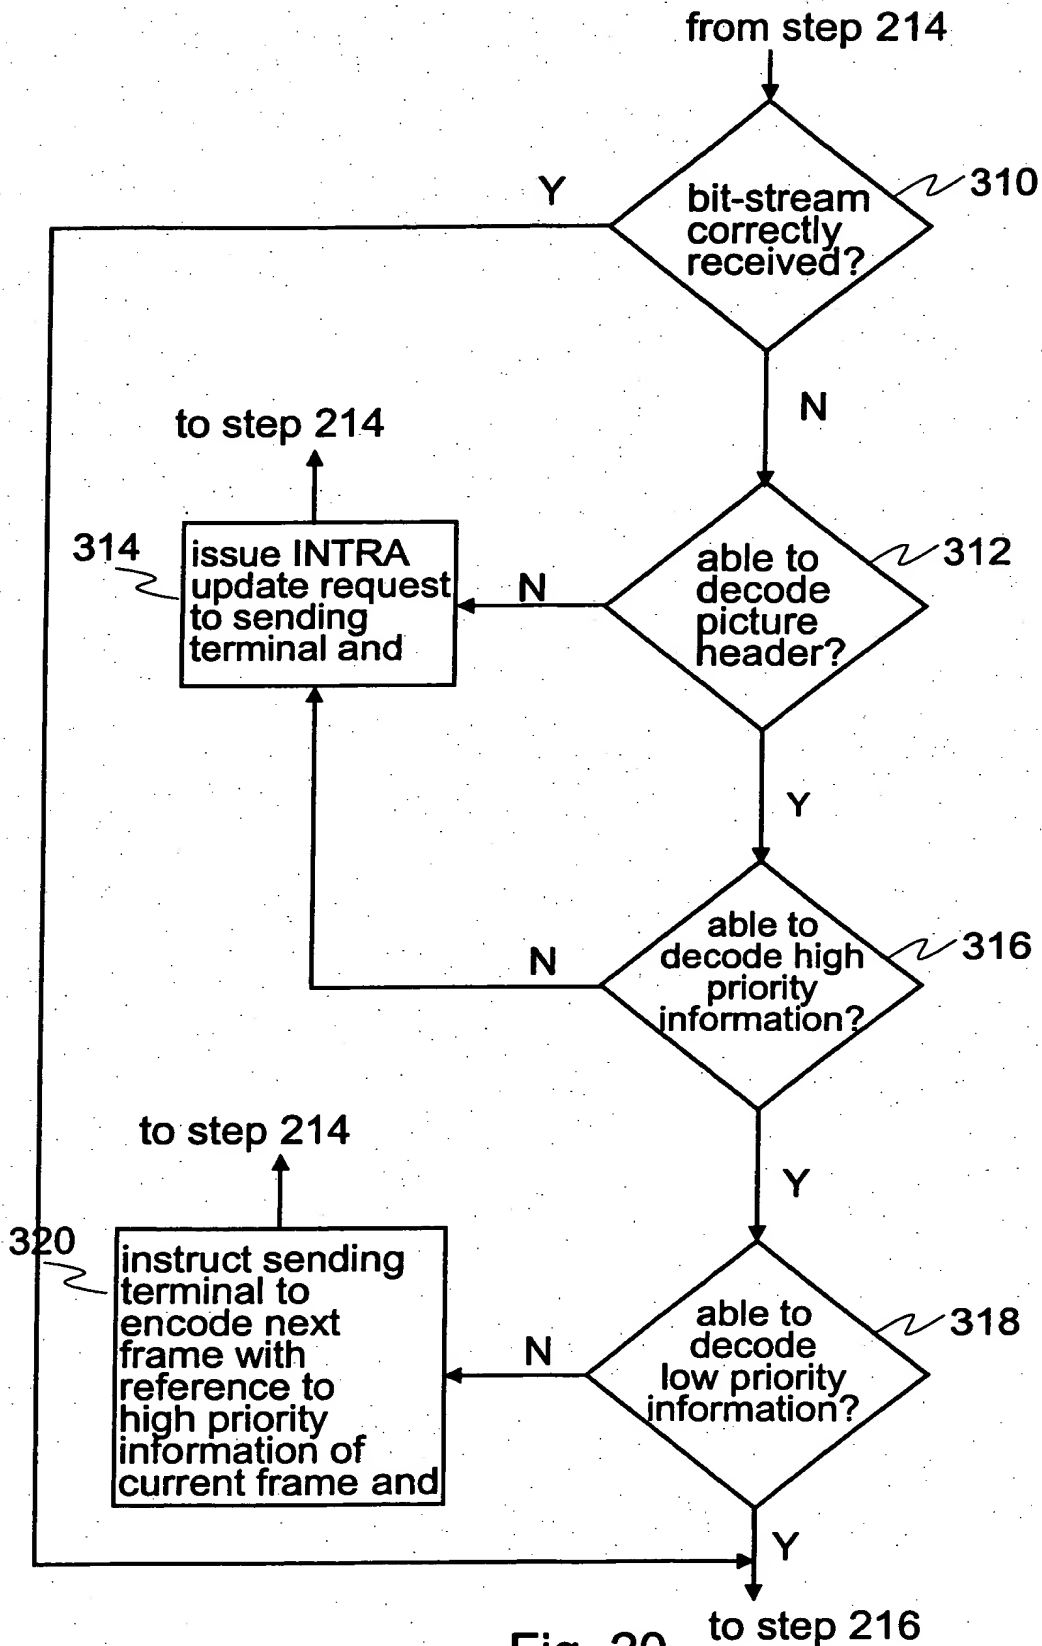 from step 214
310
Y
bit-stream
correctly
received?
N
to step 214
314
issue INTRA
update request
to sending
terminal and
N
able to
decode
picture
header?
312
Y
able to
decode high
priority
information?
316
N
to step 214
Y
320
instruct sending
terminal to
encode next
frame with
reference to
high priority
information of
current frame and
N
able to
decode
low priority
information?
318
Y
to step 216